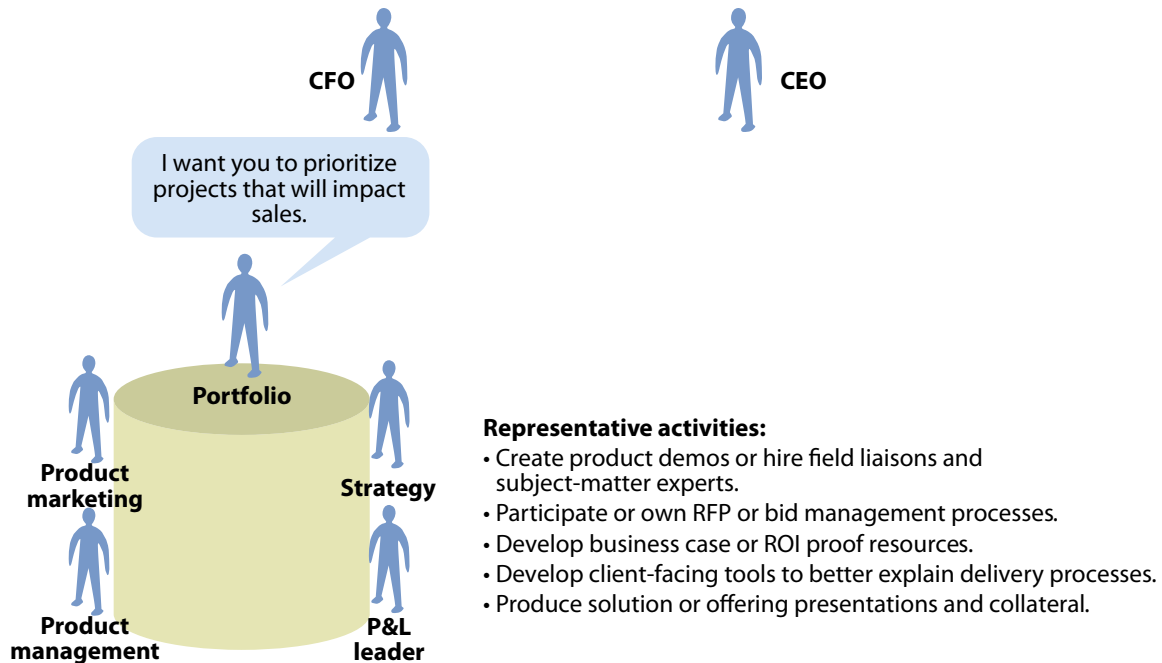 CFO
CEO
I want you to prioritize
projects that will impact
sales.
Portfolio
Product
marketing
Strategy
Product
management
P&L
leader
Representative activities:
• Create product demos or hire field liaisons and
subject-matter experts.
• Participate or own RFP or bid management processes.
• Develop business case or ROI proof resources.
• Develop client-facing tools to better explain delivery processes.
• Produce solution or offering presentations and collateral.